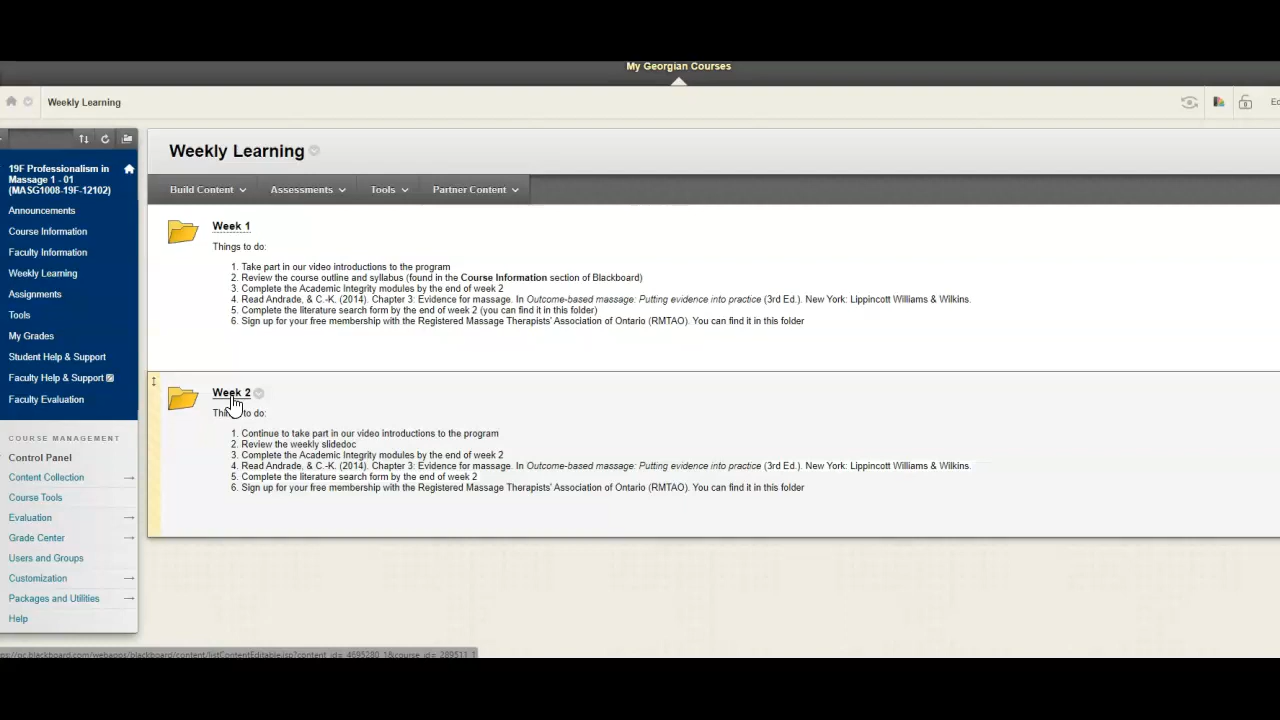 My Georgian Courses
Weekly Learning
19F Professionalism in
Massage 1 - 01
(MASG1008-19F-12102)
Announcements
Course Information
Faculty Information
Weekly Learning
Assignments
Tools
My Grades
Student Help & Support
Faculty Help & Support
Faculty Evaluation
COURSE MANAGEMENT
Control Panel
Content Collection
Course Tools
Evaluation
Grade Center
Users and Groups
Customization
Packages and Utilities
Help
Weekly Learning
Build Content
Assessments
Tools
Partner Content
Week 1
Things to do:
1. Take part in our video introductions to the program
2. Review the course outline and syllabus (found in the Course Information section of Blackboard)
3. Complete the Academic Integrity modules by the end of week 2
4. Read Andrade, & C.-K. (2014). Chapter 3: Evidence for massage. In Outcome-based massage: Putting evidence into practice (3rd Ed.). New York: Lippincott Williams & Wilkins.
5. Complete the literature search form by the end of week 2 (you can find it in this folder)
6. Sign up for your free membership with the Registered Massage Therapists' Association of Ontario (RMTAO). You can find it in this folder
Week 2
Things to do:
1. Continue to take part in our video introductions to the program
2. Review the weekly slidedoc
3. Complete the Academic Integrity modules by the end of week 2
4. Read Andrade, & C.-K. (2014). Chapter 3: Evidence for massage. In Outcome-based massage: Putting evidence into practice (3rd Ed.). New York: Lippincott Williams & Wilkins.
5. Complete the literature search form by the end of week 2
6. Sign up for your free membership with the Registered Massage Therapists' Association of Ontario (RMTAO). You can find it in this folder